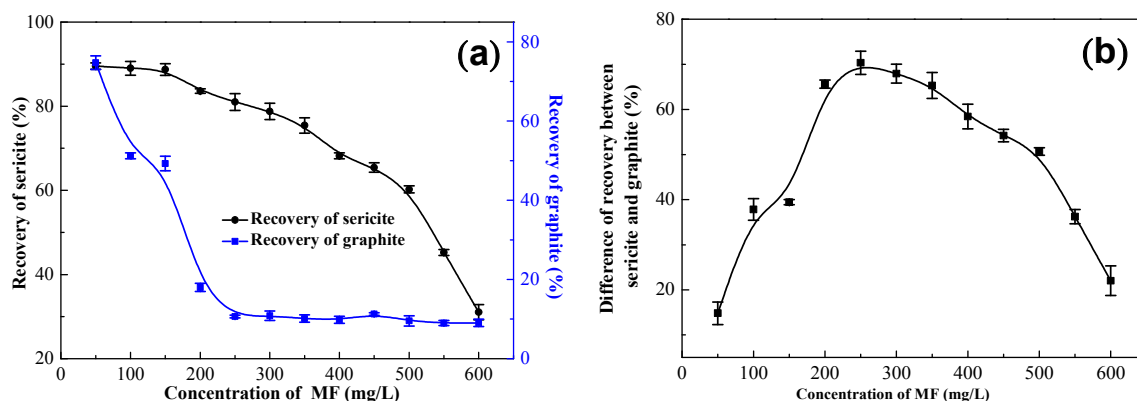 (a)
100
80
60
40
20
Recovery of sericite (%)
80
60
40
20
0
Recovery of graphite (%)
Recovery of sericite
Recovery of graphite
0 100 200 300 400 500 600
Concentration of MF (mg/L)
(b)
80
60
40
20
Difference of recovery between
sericite and graphite (%)
0 100 200 300 400 500 600
Concentration of MF (mg/L)